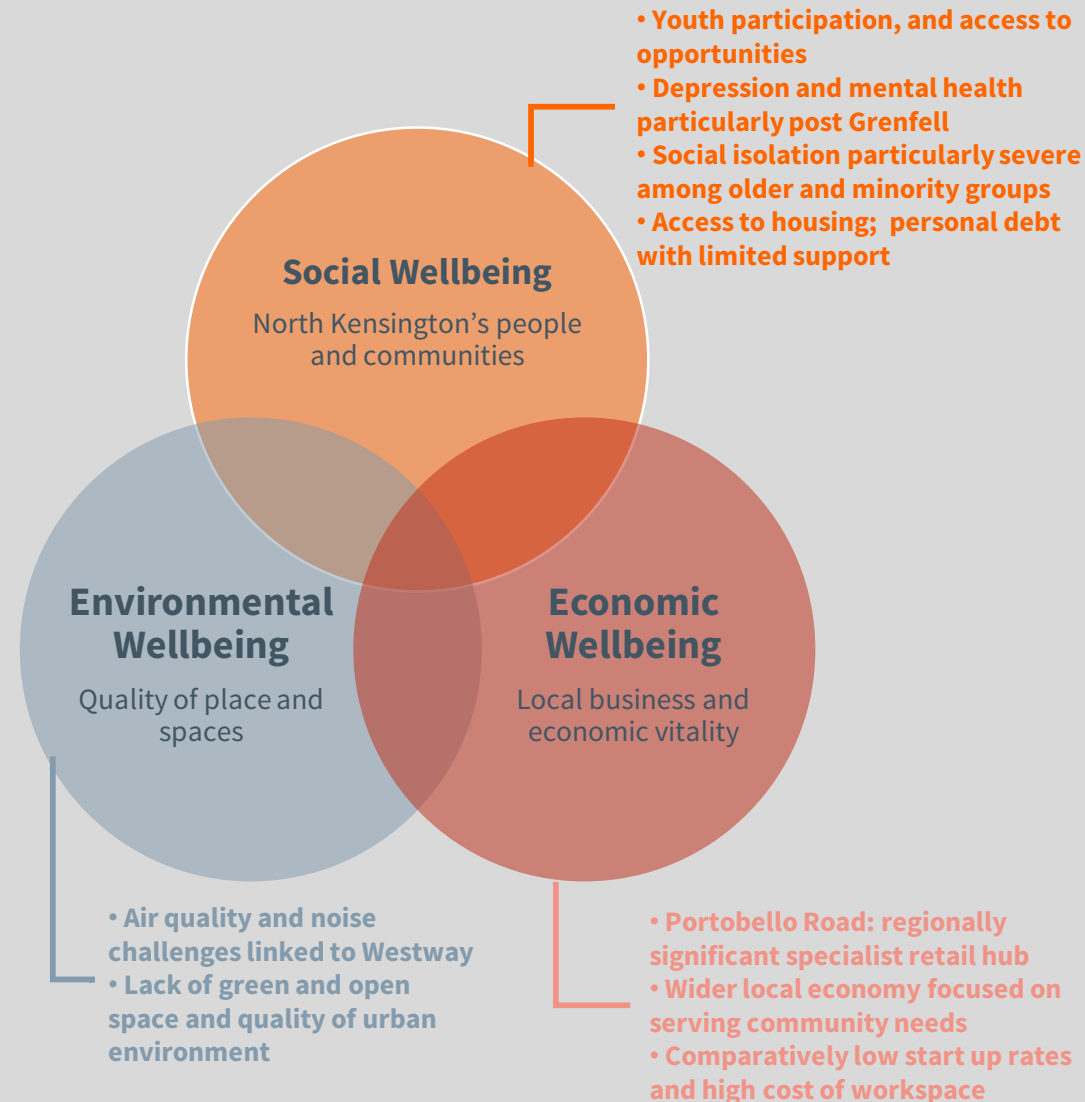 • Youth participation, and access to
opportunities
• Depression and mental health
particularly post Grenfell
• Social isolation particularly severe
among older and minority groups
• Access to housing; personal debt
with limited support
Social Wellbeing
North Kensington’s people
and communities
Environmental
Wellbeing
Quality of place and
spaces
Economic
Wellbeing
Local business and
economic vitality
• Air quality and noise
challenges linked to Westway
• Lack of green and open
space and quality of urban
environment
• Portobello Road: regionally
significant specialist retail hub
• Wider local economy focused on
serving community needs
• Comparatively low start up rates
and high cost of workspace